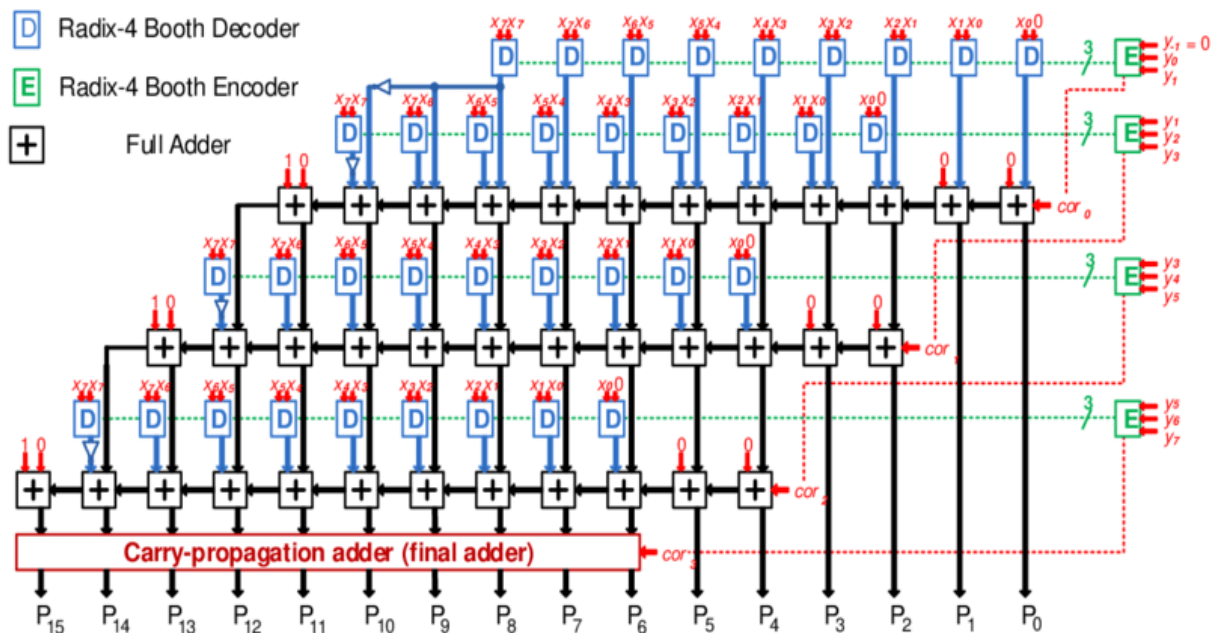 D Radix-4 Booth Decoder
E Radix-4 Booth Encoder
+ Full Adder
x7x7 x7x6 x6x5 x5x4 x4x3 x3x2 x2x1 x1x0 x00
D D D D D D D D D 3 E
y-1 = 0
y0
y1
x7x7 x7x6 x6x5 x5x4 x4x3 x3x2 x2x1 x1x0 x00
D D D D D D D D D 3 E
y1
y2
y3
1 0 0 0
+ + + + + + + + + + + + cor0
x7x7 x7x6 x6x5 x5x4 x4x3 x3x2 x2x1 x1x0 x00
D D D D D D D D D 3 E
y3
y4
y5
1 0 0 0
+ + + + + + + + + + + + cor1
x7x7 x7x6 x6x5 x5x4 x4x3 x3x2 x2x1 x1x0 x00
D D D D D D D D D 3 E
y5
y6
y7
1 0 0 0
+ + + + + + + + + + + + cor2
Carry-propagation adder (final adder) cor3
P15 P14 P13 P12 P11 P10 P9 P8 P7 P6 P5 P4 P3 P2 P1 P0